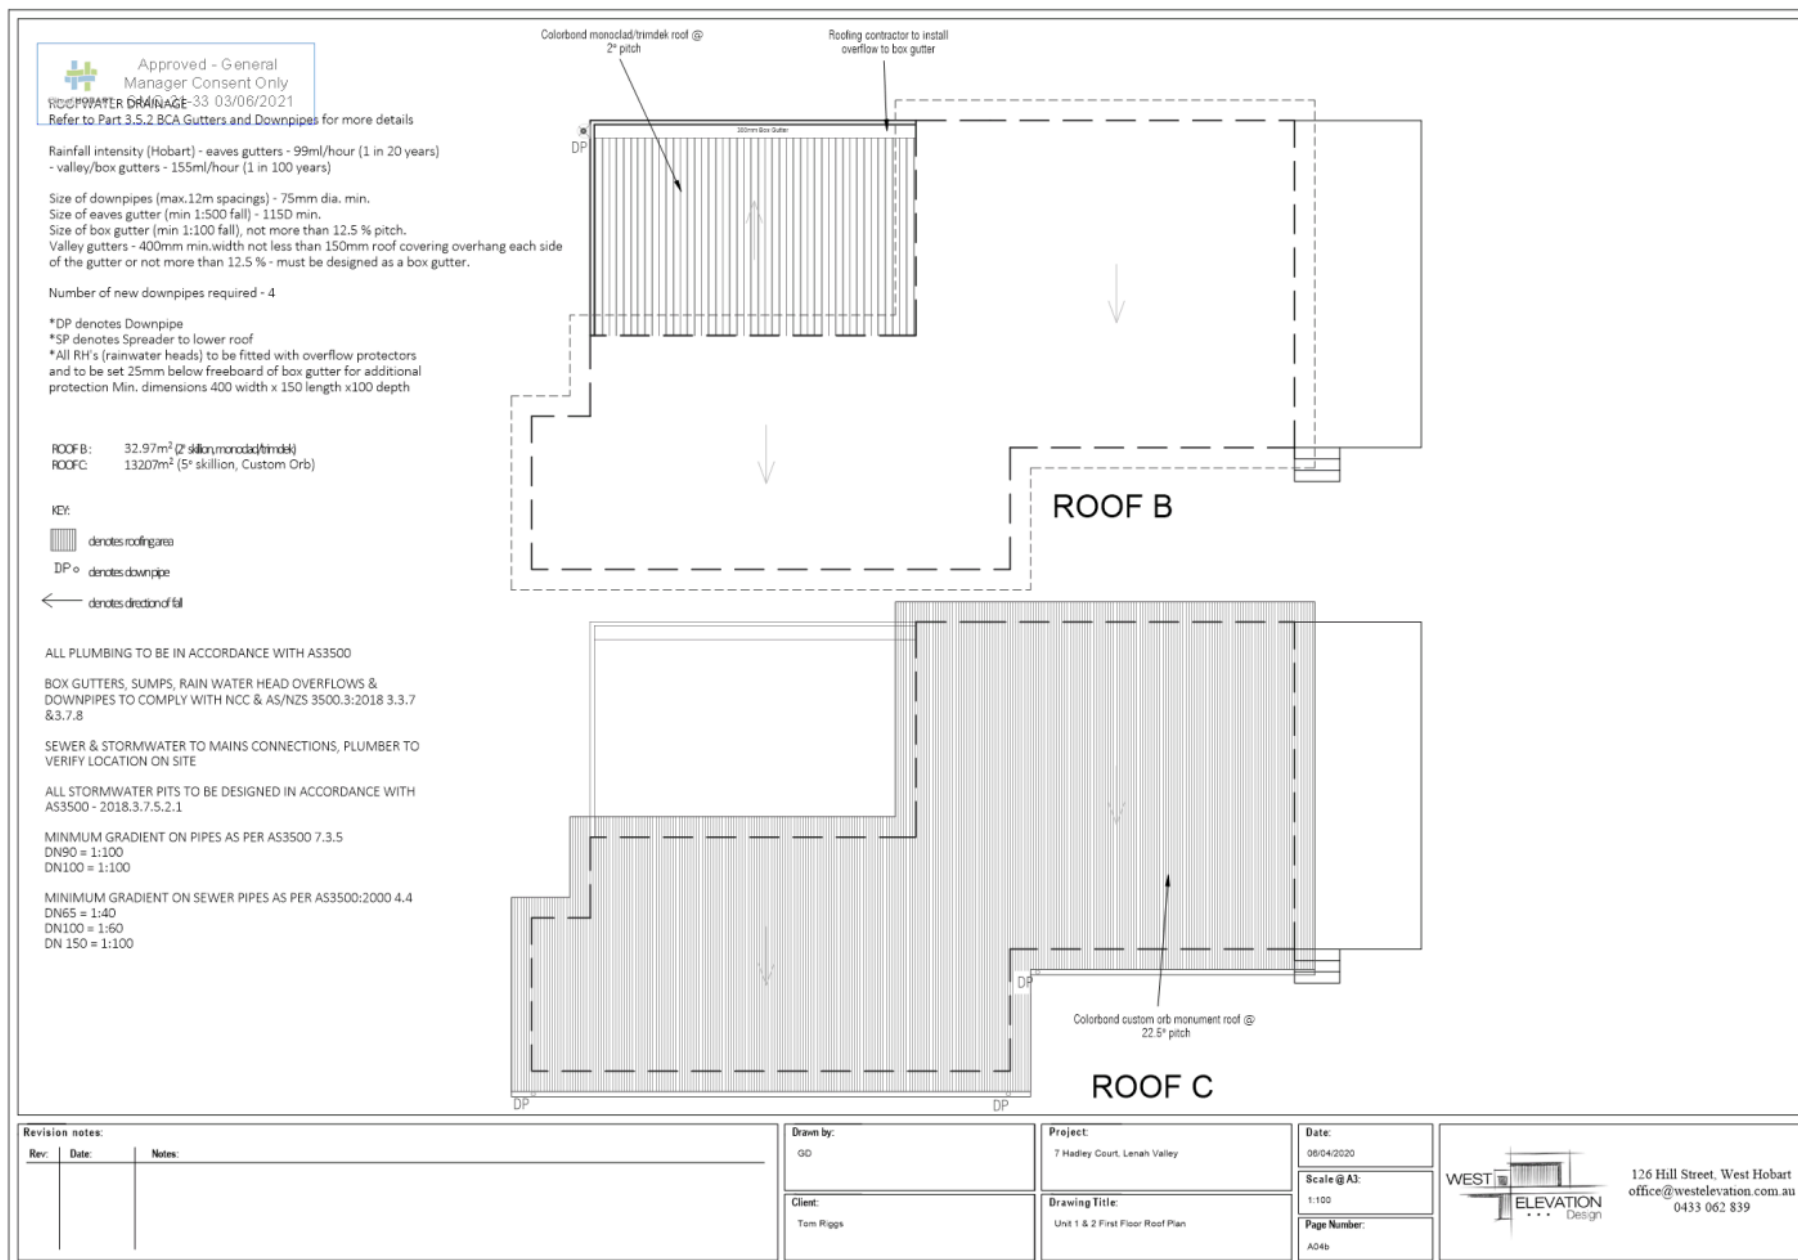 Approved - General
Manager Consent Only
-33 03/06/2021
ROOFWATER DRAINAGE
Refer to Part 3.5.2 BCA Gutters and Downpipes for more details
Rainfall intensity (Hobart) - eaves gutters - 99ml/hour (1 in 20 years)
- valley/box gutters - 155ml/hour (1 in 100 years)
Size of downpipes (max.12m spacings) - 75mm dia. min.
Size of eaves gutter (min 1:500 fall) - 115D min.
Size of box gutter (min 1:100 fall), not more than 12.5 % pitch.
Valley gutters - 400mm min.width not less than 150mm roof covering overhang each side
of the gutter or not more than 12.5 % - must be designed as a box gutter.
Number of new downpipes required - 4
*DP denotes Downpipe
*SP denotes Spreader to lower roof
*All RH's (rainwater heads) to be fitted with overflow protectors
and to be set 25mm below freeboard of box gutter for additional
protection Min. dimensions 400 width x 150 length x100 depth
ROOF B: 32.97m² (2° skillion, monoclad/trimdek)
ROOF C: 132.07m² (5° skillion, Custom Orb)
KEY:
denotes roofing area
DP denotes down pipe
denotes direction of fall
ALL PLUMBING TO BE IN ACCORDANCE WITH AS3500
BOX GUTTERS, SUMPS, RAIN WATER HEAD OVERFLOWS &
DOWNPIPES TO COMPLY WITH NCC & AS/NZS 3500.3:2018 3.3.7
&3.7.8
SEWER & STORMWATER TO MAINS CONNECTIONS, PLUMBER TO
VERIFY LOCATION ON SITE
ALL STORMWATER PITS TO BE DESIGNED IN ACCORDANCE WITH
AS3500 - 2018.3.7.5.2.1
MINMUM GRADIENT ON PIPES AS PER AS3500 7.3.5
DN90 = 1:100
DN100 = 1:100
MINIMUM GRADIENT ON SEWER PIPES AS PER AS3500:2000 4.4
DN65 = 1:40
DN100 = 1:60
DN 150 = 1:100
Colorbond monoclad/trimdek roof @
2° pitch
Roofing contractor to install
overflow to box gutter
300mm Box Gutter
DP
ROOF B
DP
Colorbond custom orb monument roof @
22.5° pitch
ROOF C
DP
DP
Revision notes:
Rev: Date: Notes:
Drawn by:
GD
Client:
Tom Riggs
Project:
7 Hadley Court, Lenah Valley
Drawing Title:
Unit 1 & 2 First Floor Roof Plan
Date:
06/04/2020
Scale @ A3:
1:100
Page Number:
A04b
WEST
ELEVATION
Design
126 Hill Street, West Hobart
office@westelevation.com.au
0433 062 839